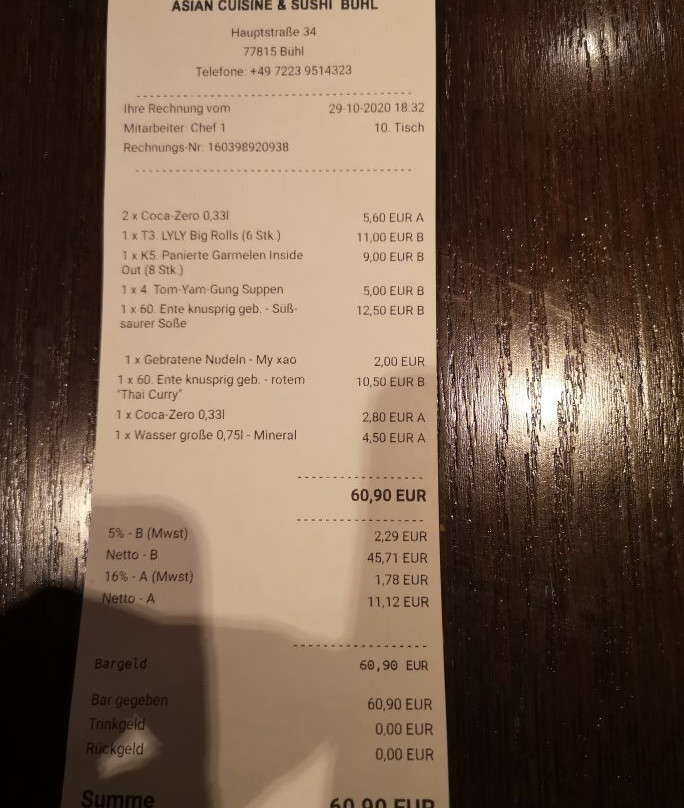 ASIAN CUISINE & SUSHI BÜHL
Hauptstraße 34
77815 Bühl
Telefone: +49 7223 9514323
Ihre Rechnung vom 29-10-2020 18:32
Mitarbeiter: Chef 1 10. Tisch
Rechnungs-Nr: 160398920938
2 x Coca-Zero 0,33l 5,60 EUR A
1 x T3. LYLY Big Rolls (6 Stk.) 11,00 EUR B
1 x K5. Panierte Garmelen Inside 9,00 EUR B
Out (8 Stk.)
1 x 4. Tom-Yam-Gung Suppen 5,00 EUR B
1 x 60. Ente knusprig geb. - Süß- 12,50 EUR B
saurer Soße
1 x Gebratene Nudeln - My xao 2,00 EUR
1 x 60. Ente knusprig geb. - rotem 10,50 EUR B
"Thai Curry"
1 x Coca-Zero 0,33l 2,80 EUR A
1 x Wasser große 0,75l - Mineral 4,50 EUR A
60,90 EUR
5% - B (Mwst) 2,29 EUR
Netto - B 45,71 EUR
16% - A (Mwst) 1,78 EUR
Netto - A 11,12 EUR
Bargeld 60,90 EUR
Bar gegeben 60,90 EUR
Trinkgeld 0,00 EUR
Rückgeld 0,00 EUR
Summe 60,90 EUR